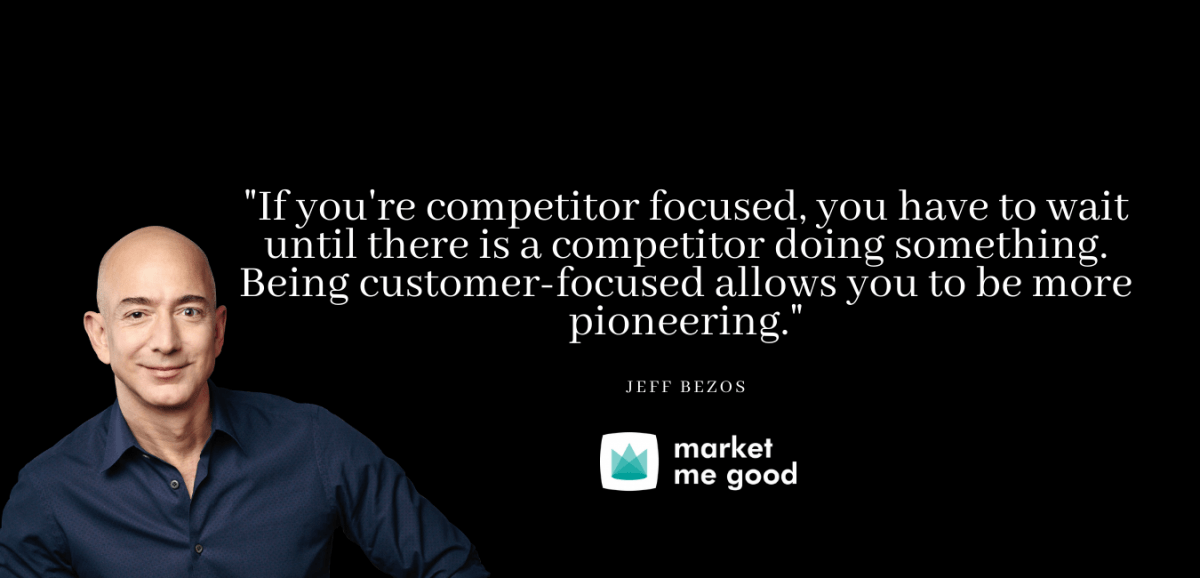 "If you're competitor focused, you have to wait
until there is a competitor doing something.
Being customer-focused allows you to be more
pioneering."
JEFF BEZOS
market
me good